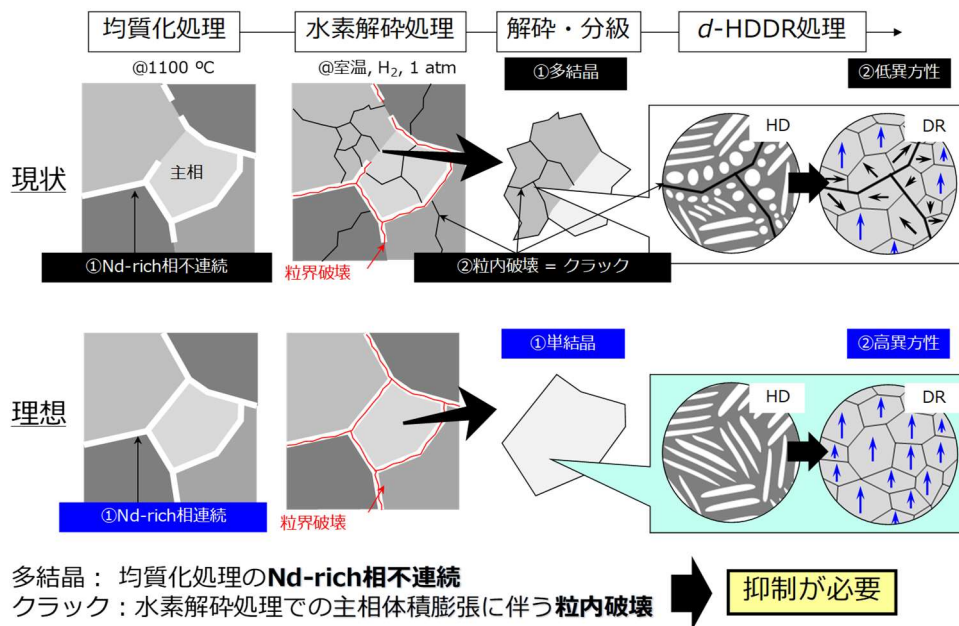 均質化処理
水素解砕処理
解砕・分級
d-HDDR処理
@1100 ºC
@室温, H₂, 1 atm
①多結晶
②低異方性
現状
主相
HD
DR
①Nd-rich相不連続
粒界破壊
②粒内破壊 = クラック
①単結晶
②高異方性
理想
HD
DR
①Nd-rich相連続
粒界破壊
多結晶： 均質化処理のNd-rich相不連続
クラック：水素解砕処理での主相体積膨張に伴う粒内破壊
抑制が必要